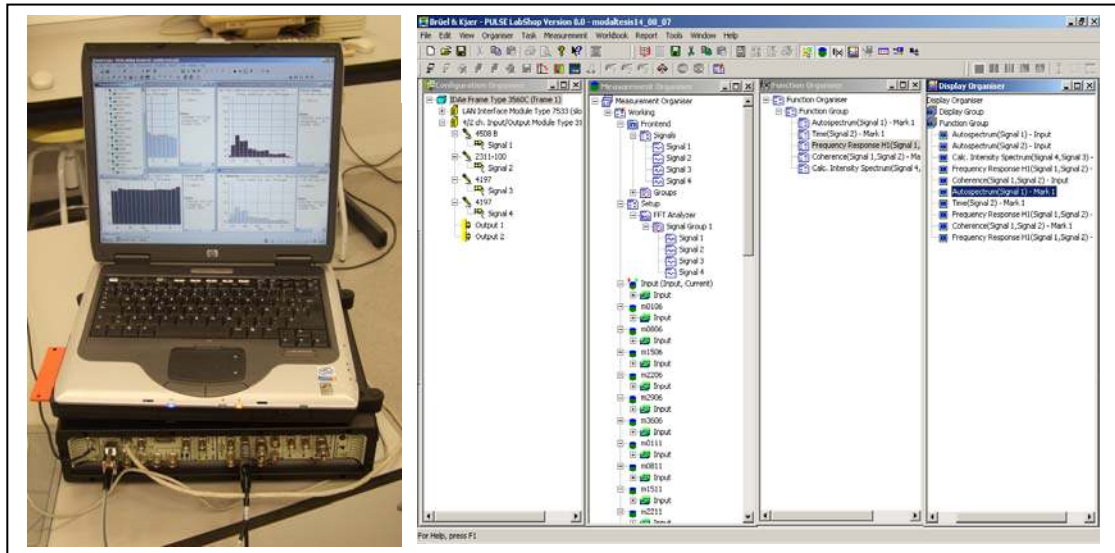 Brüel & Kjær - PULSE LabShop Version 8.0 - modaltesis14_08_07
File Edit View Organiser Task Measurement WorkBook Report Tools Window Help
Configuration Organiser
IDAe Frame Type 3560C (frame 1)
LAN Interface Module Type 7533 (slo
4/2 ch. Input/Output Module Type 31
4508 B
Signal 1
2311-100
Signal 2
4197
Signal 3
4197
Signal 4
Output 1
Output 2
Measurement Organiser
Measurement Organiser
Working
Frontend
Signals
Signal 1
Signal 2
Signal 3
Signal 4
Groups
Setup
FFT Analyzer
Signal Group 1
Signal 1
Signal 2
Signal 3
Signal 4
Input (Input, Current)
Input
m0106
Input
m0806
Input
m1506
Input
m2206
Input
m2906
Input
m3606
Input
m0111
Input
m0811
Input
m1511
Input
m2211
Input
Function Organiser
Function Organiser
Function Group
Autospectrum(Signal 1) - Mark 1
Time(Signal 2) - Mark 1
Frequency Response H1(Signal 1,
Coherence(Signal 1,Signal 2) - Ma
Calc. Intensity Spectrum(Signal 4,
Display Organiser
Display Organiser
Display Group
Function Group
Autospectrum(Signal 1) - Input
Autospectrum(Signal 2) - Input
Calc. Intensity Spectrum(Signal 4,Signal 3) -
Frequency Response H1(Signal 1,Signal 2) -
Coherence(Signal 1,Signal 2) - Input
Autospectrum(Signal 1) - Mark 1
Time(Signal 2) - Mark 1
Frequency Response H1(Signal 1,Signal 2) -
Coherence(Signal 1,Signal 2) - Mark 1
Frequency Response H1(Signal 1,Signal 2) -
For Help, press F1